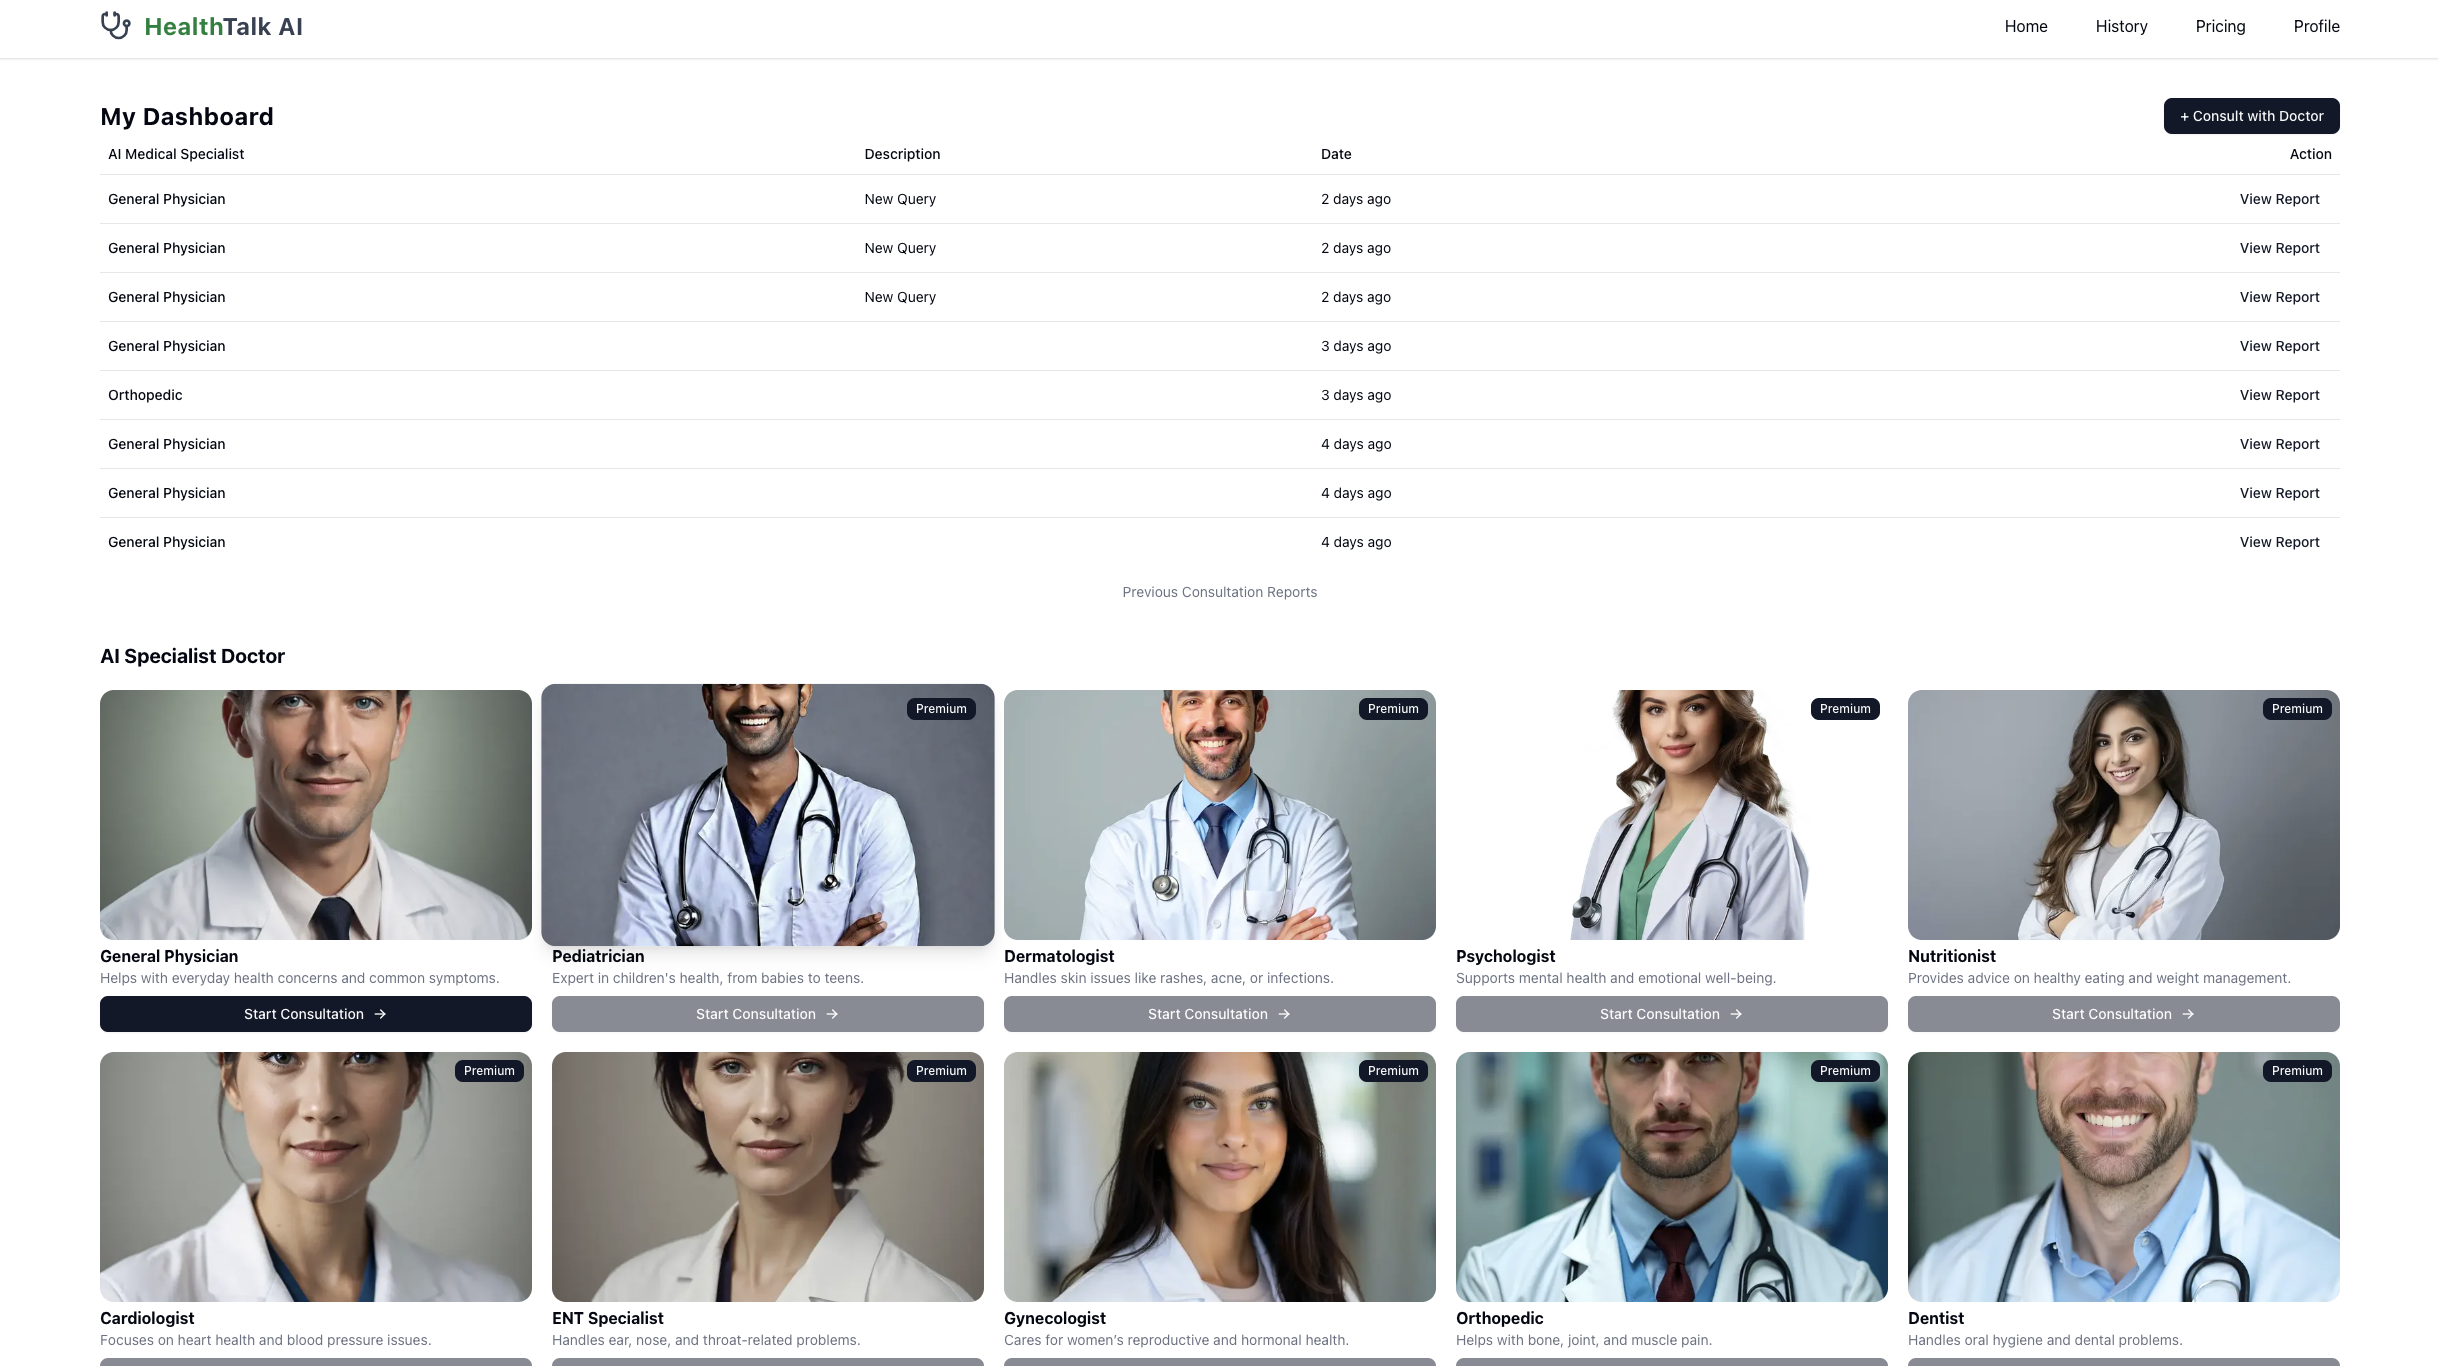 HealthTalk AI
Home History Pricing Profile
My Dashboard
+ Consult with Doctor
AI Medical Specialist Description Date Action
General Physician New Query 2 days ago View Report
General Physician New Query 2 days ago View Report
General Physician New Query 2 days ago View Report
General Physician 3 days ago View Report
Orthopedic 3 days ago View Report
General Physician 4 days ago View Report
General Physician 4 days ago View Report
General Physician 4 days ago View Report
Previous Consultation Reports
AI Specialist Doctor
Premium Premium Premium Premium
General Physician Pediatrician Dermatologist Psychologist Nutritionist
Helps with everyday health concerns and common symptoms. Expert in children's health, from babies to teens. Handles skin issues like rashes, acne, or infections. Supports mental health and emotional well-being. Provides advice on healthy eating and weight management.
Start Consultation → Start Consultation → Start Consultation → Start Consultation → Start Consultation →
Premium Premium Premium Premium Premium
Cardiologist ENT Specialist Gynecologist Orthopedic Dentist
Focuses on heart health and blood pressure issues. Handles ear, nose, and throat-related problems. Cares for women’s reproductive and hormonal health. Helps with bone, joint, and muscle pain. Handles oral hygiene and dental problems.